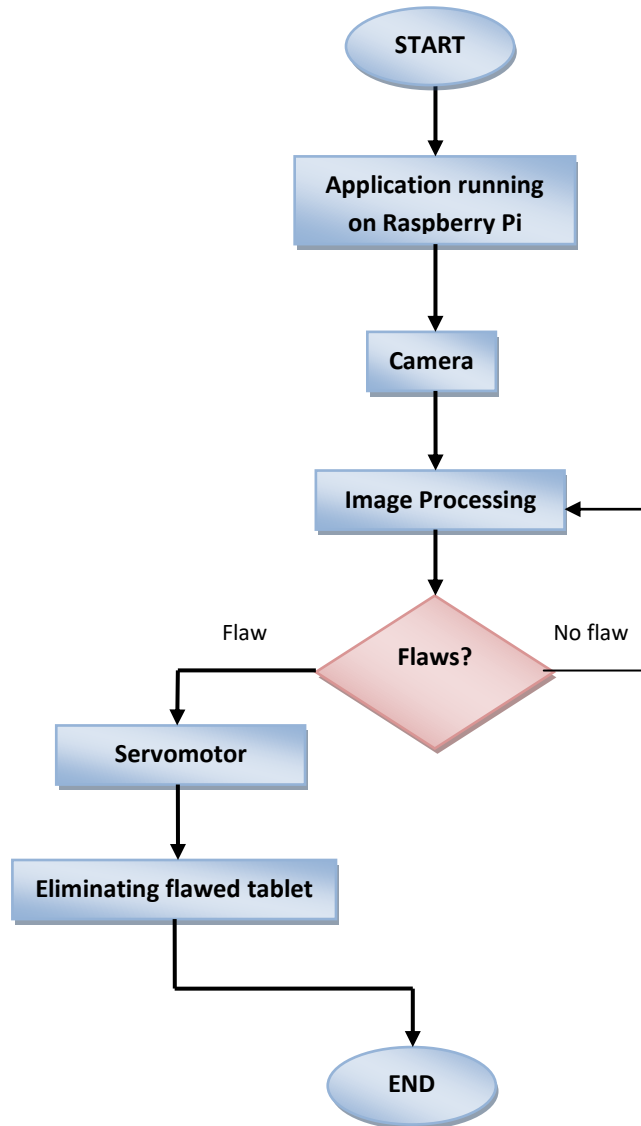 START
Application running
on Raspberry Pi
Camera
Image Processing
Flaws?
Flaw
No flaw
Servomotor
Eliminating flawed tablet
END